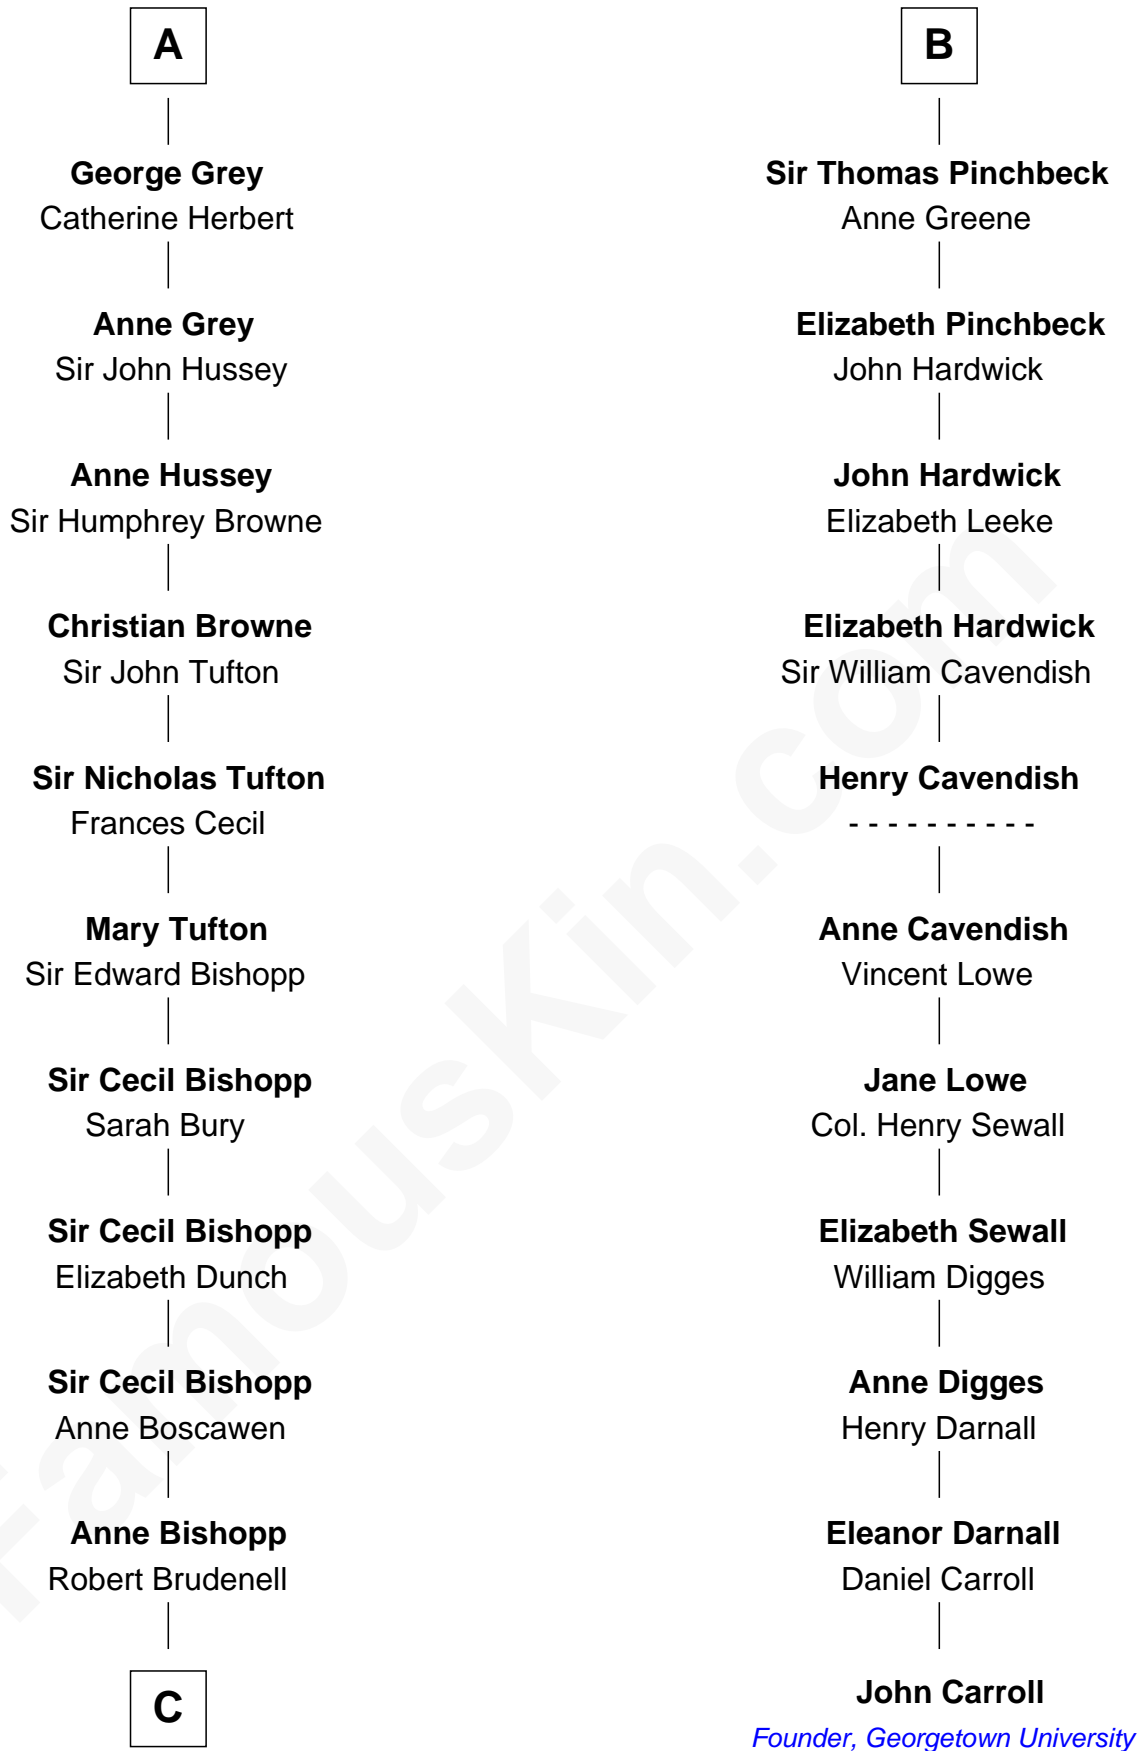 A
George Grey
Catherine Herbert
Anne Grey
Sir John Hussey
Anne Hussey
Sir Humphrey Browne
Christian Browne
Sir John Tufton
Sir Nicholas Tufton
Frances Cecil
Mary Tufton
Sir Edward Bishopp
Sir Cecil Bishopp
Sarah Bury
Sir Cecil Bishopp
Elizabeth Dunch
Sir Cecil Bishopp
Anne Boscawen
Anne Bishopp
Robert Brudenell
C
B
Sir Thomas Pinchbeck
Anne Greene
Elizabeth Pinchbeck
John Hardwick
John Hardwick
Elizabeth Leeke
Elizabeth Hardwick
Sir William Cavendish
Henry Cavendish
- - - - - - - - - -
Anne Cavendish
Vincent Lowe
Jane Lowe
Col. Henry Sewall
Elizabeth Sewall
William Digges
Anne Digges
Henry Darnall
Eleanor Darnall
Daniel Carroll
John Carroll
Founder, Georgetown University
FamousKin.com